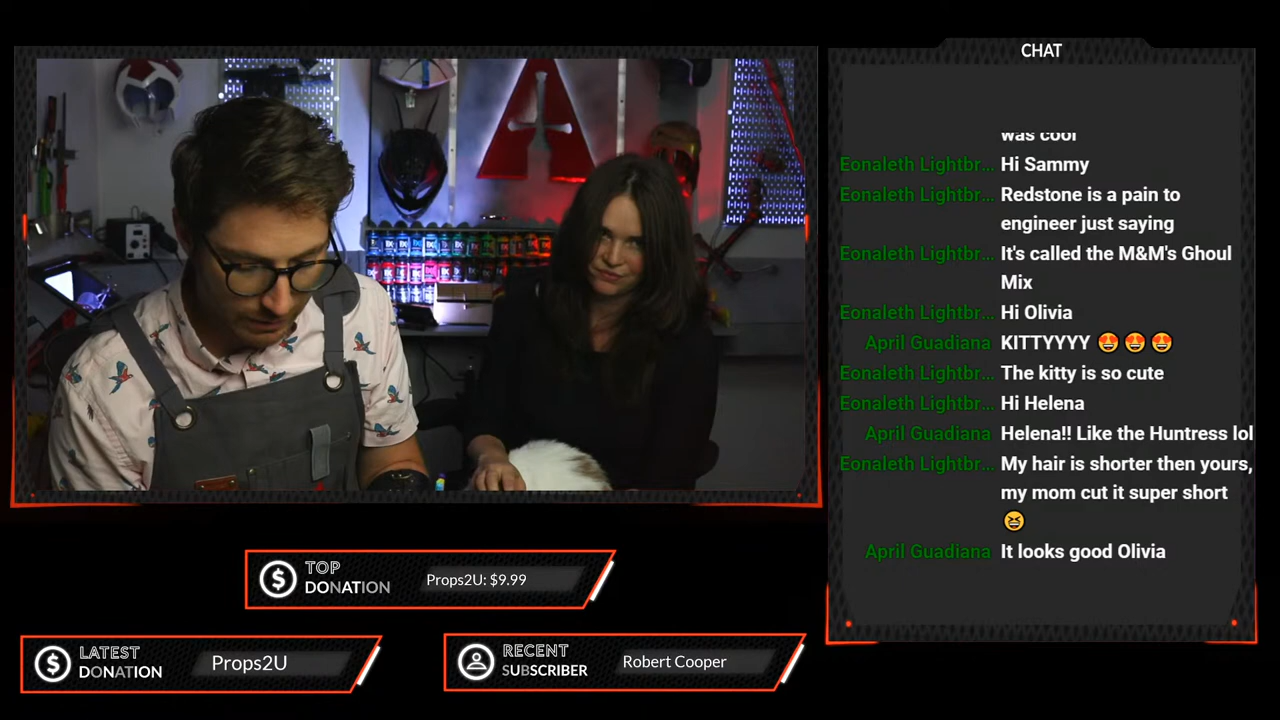 CHAT
was cool
Eonaleth Lightbr... Hi Sammy
Eonaleth Lightbr... Redstone is a pain to
engineer just saying
Eonaleth Lightbr... It's called the M&M's Ghoul
Mix
Eonaleth Lightbr... Hi Olivia
April Guadiana KITTYYYY 😍 😍 😍
Eonaleth Lightbr... The kitty is so cute
Eonaleth Lightbr... Hi Helena
April Guadiana Helena!! Like the Huntress lol
Eonaleth Lightbr... My hair is shorter then yours,
my mom cut it super short
😆
April Guadiana It looks good Olivia
TOP
DONATION
Props2U: $9.99
LATEST
DONATION
Props2U
RECENT
SUBSCRIBER
Robert Cooper